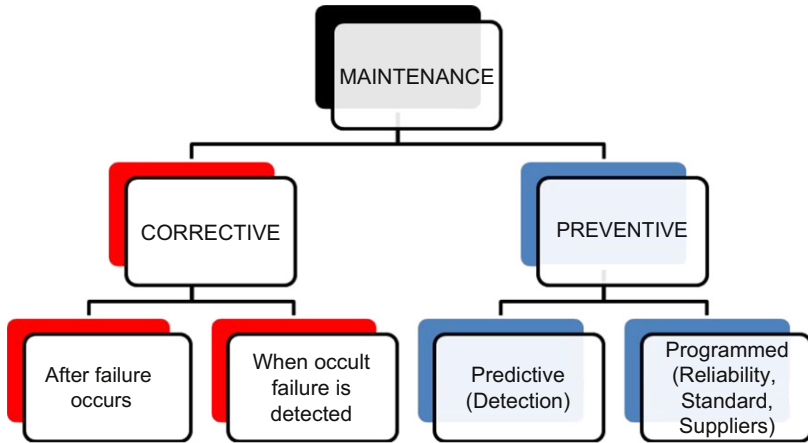 MAINTENANCE
CORRECTIVE
PREVENTIVE
After failure
occurs
When occult
failure is
detected
Predictive
(Detection)
Programmed
(Reliability,
Standard,
Suppliers)